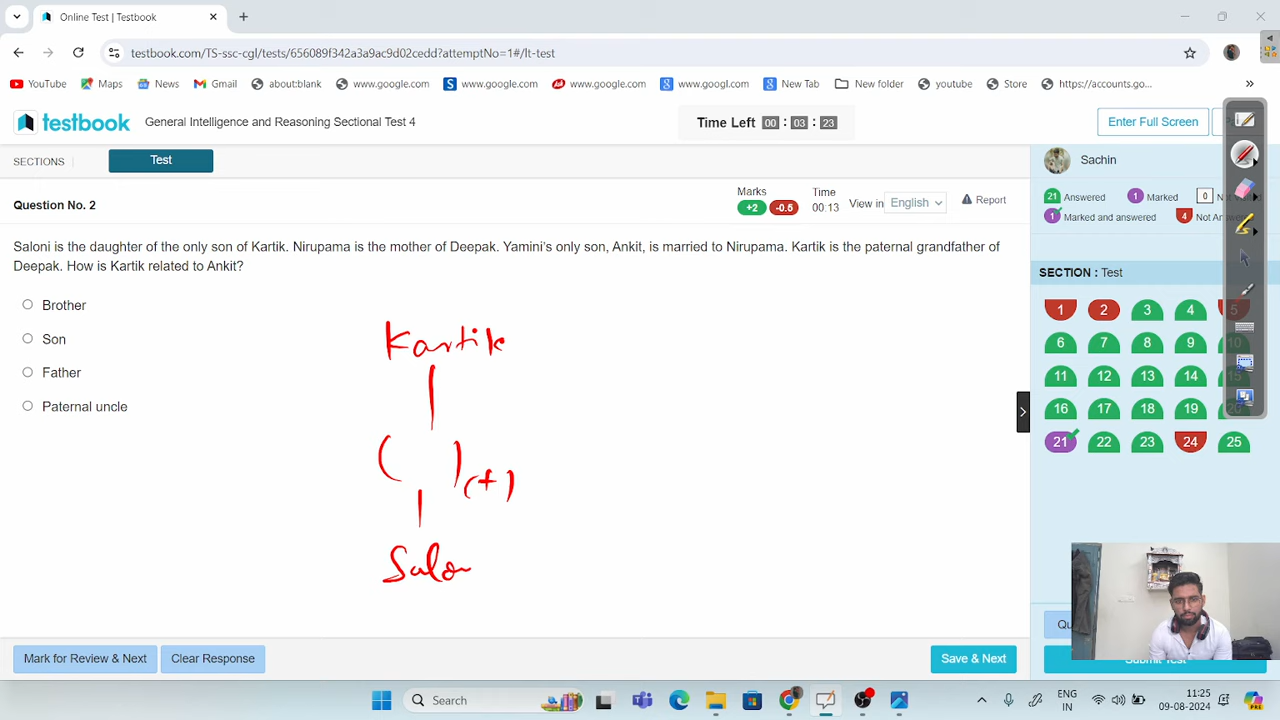 Online Test | Testbook
testbook.com/TS-ssc-cgl/tests/656089f342a3a9ac9d02cedd?attemptNo=1#/lt-test
YouTube Maps News Gmail about:blank www.google.com www.google.com www.google.com www.googl.com New Tab New folder youtube Store https://accounts.go...
testbook General Intelligence and Reasoning Sectional Test 4 Time Left 00 : 03 : 23 Enter Full Screen
SECTIONS Test Sachin
Question No. 2 Marks +2 -0.5 Time 00:13 View in English Report
21 Answered 1 Marked 0
1 Marked and answered 4
Saloni is the daughter of the only son of Kartik. Nirupama is the mother of Deepak. Yamini's only son, Ankit, is married to Nirupama. Kartik is the paternal grandfather of
Deepak. How is Kartik related to Ankit?
SECTION : Test
Brother
Son
Father
Paternal uncle
Kartik
( ) (+)
Salon
1 2 3 4 5
6 7 8 9 10
11 12 13 14 15
16 17 18 19 20
21 22 23 24 25
Mark for Review & Next Clear Response Save & Next Submit Test
Search ENG IN 11:25 09-08-2024